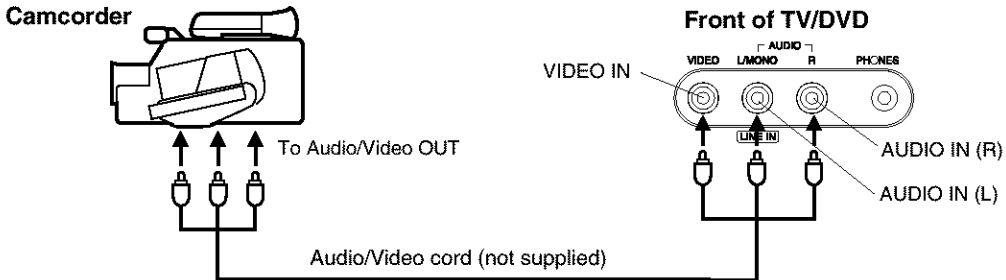 Camcorder
Front of TV/DVD
AUDIO
VIDEO L/MONO R PHONES
VIDEO IN
LINE IN
To Audio/Video OUT
AUDIO IN (R)
AUDIO IN (L)
Audio/Video cord (not supplied)